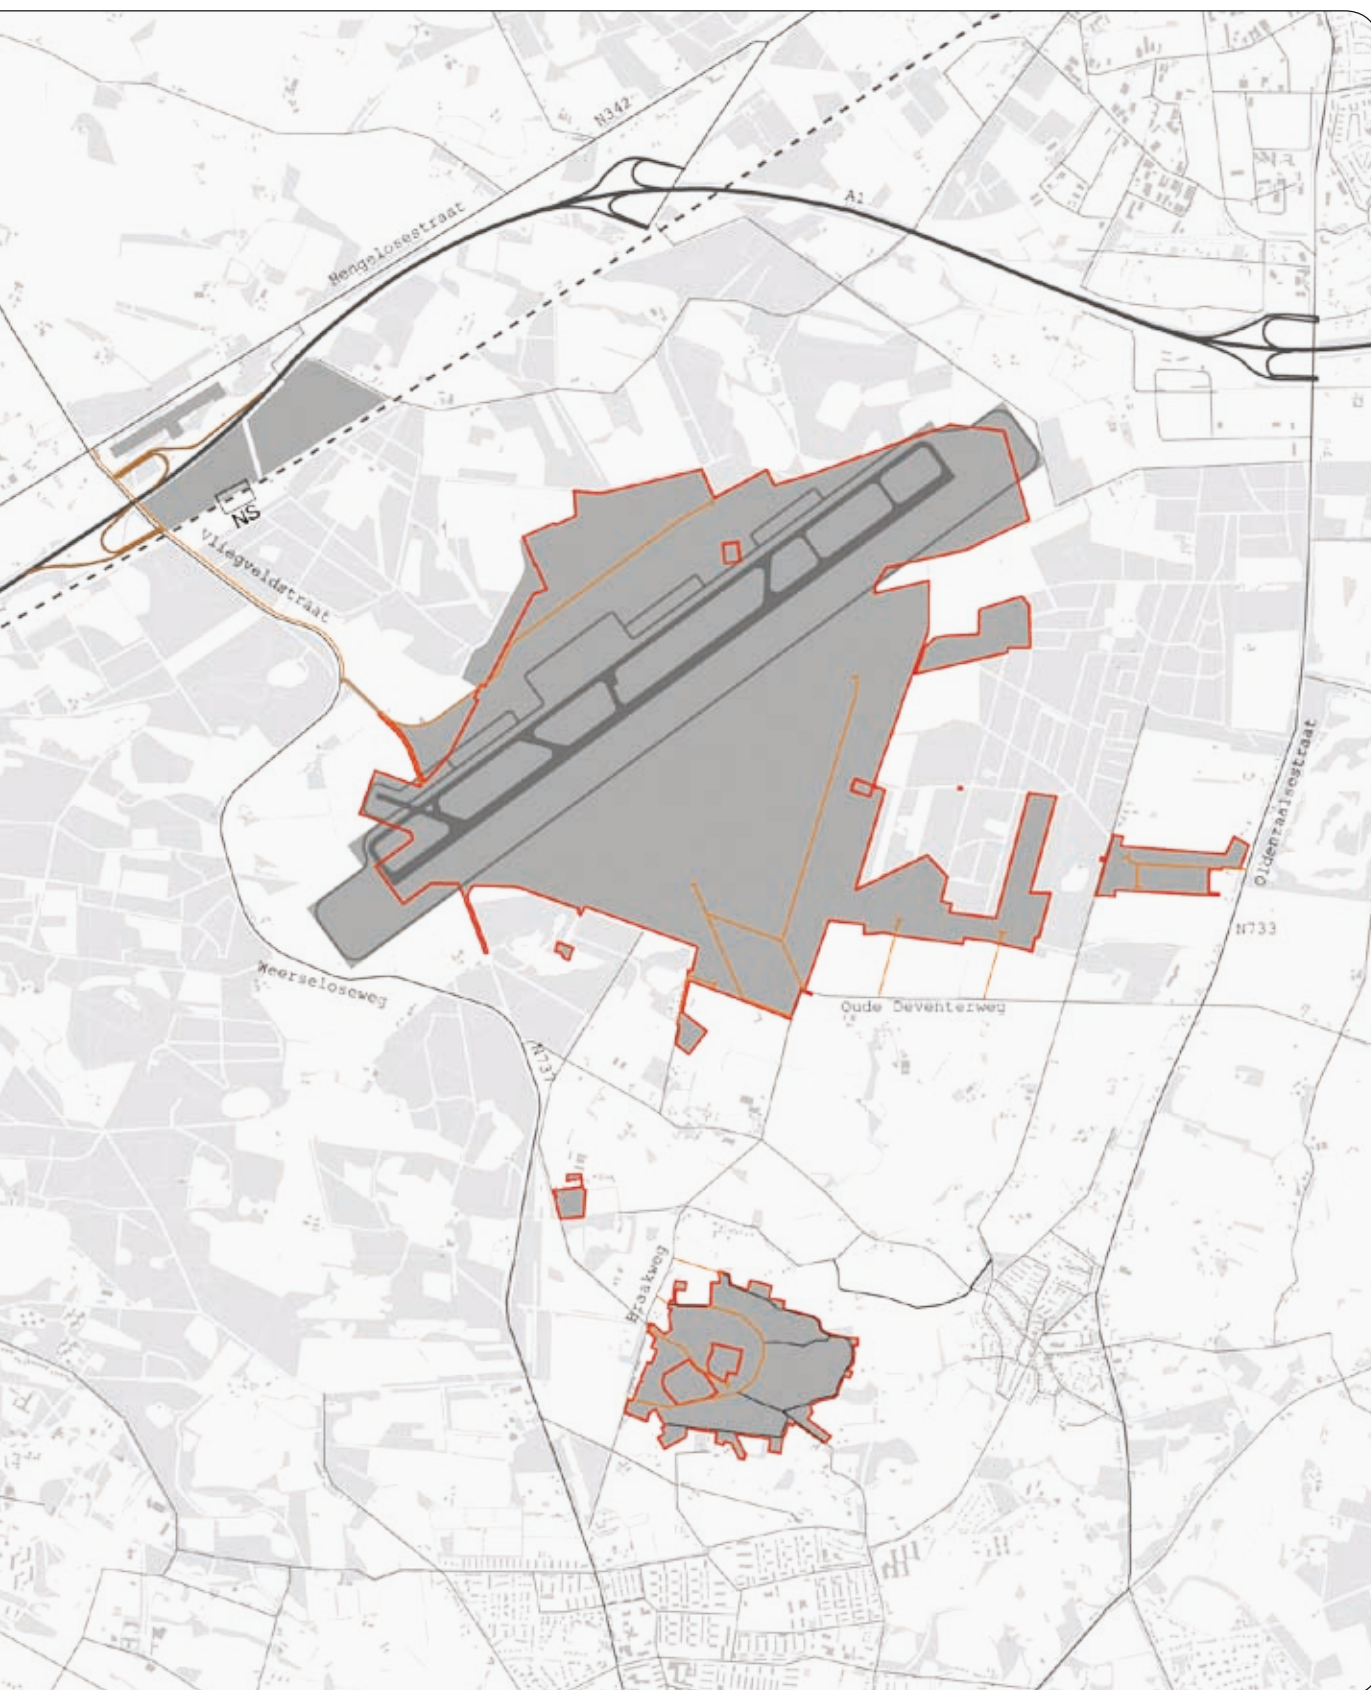 N342
A1
Hengelosestraat
NS
Vliegveldstraat
Oldenzaalsestraat
N733
Weerseloseweg
Oude Deventerweg
N737
Braakweg